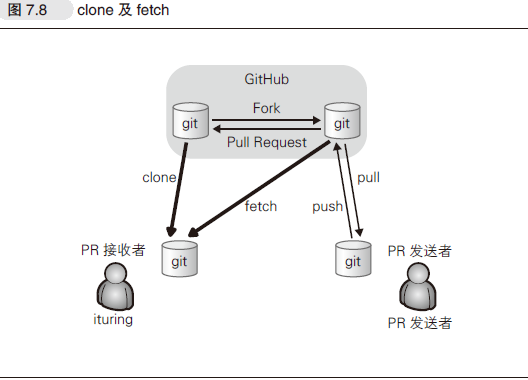 图 7.8 clone 及 fetch
GitHub
git
Fork
git
Pull Request
clone
fetch
push
pull
PR 接收者
git
git
PR 发送者
ituring
PR 发送者